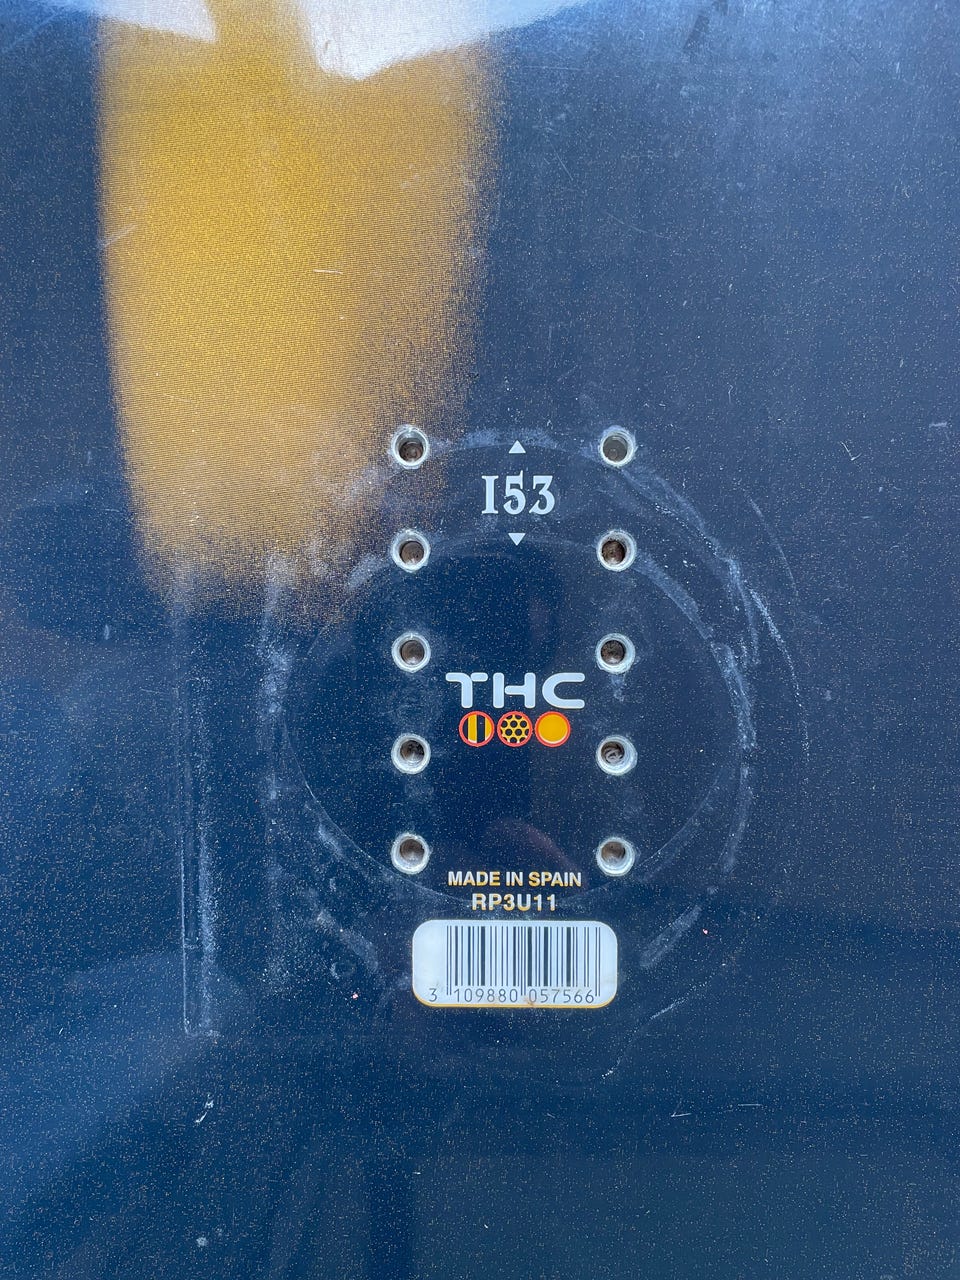 153
THC
MADE IN SPAIN
RP3U11
3 109880 057566